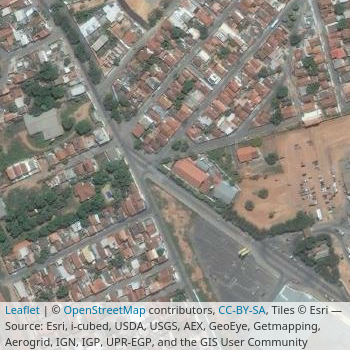 Leaflet | © OpenStreetMap contributors, CC-BY-SA, Tiles © Esri —
Source: Esri, i-cubed, USDA, USGS, AEX, GeoEye, Getmapping,
Aerogrid, IGN, IGP, UPR-EGP, and the GIS User Community